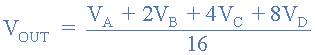 V_OUT = (V_A + 2V_B + 4V_C + 8V_D) / 16